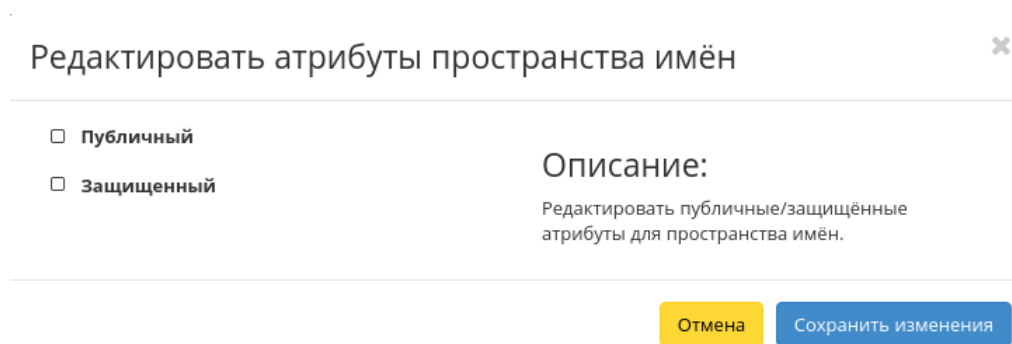 Редактировать атрибуты пространства имён
Публичный
Защищенный
Описание:
Редактировать публичные/защищённые
атрибуты для пространства имён.
Отмена
Сохранить изменения